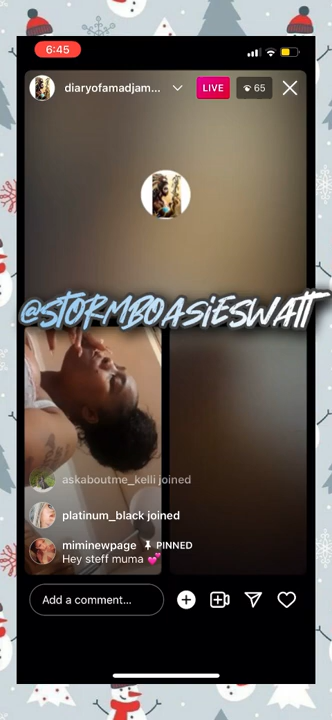 6:45
diaryofamadjam...
LIVE
65
@STORMBOASIESWATT
askaboutme_kelli joined
platinum_black joined
miminewpage PINNED
Hey steff muma 💕
Add a comment...